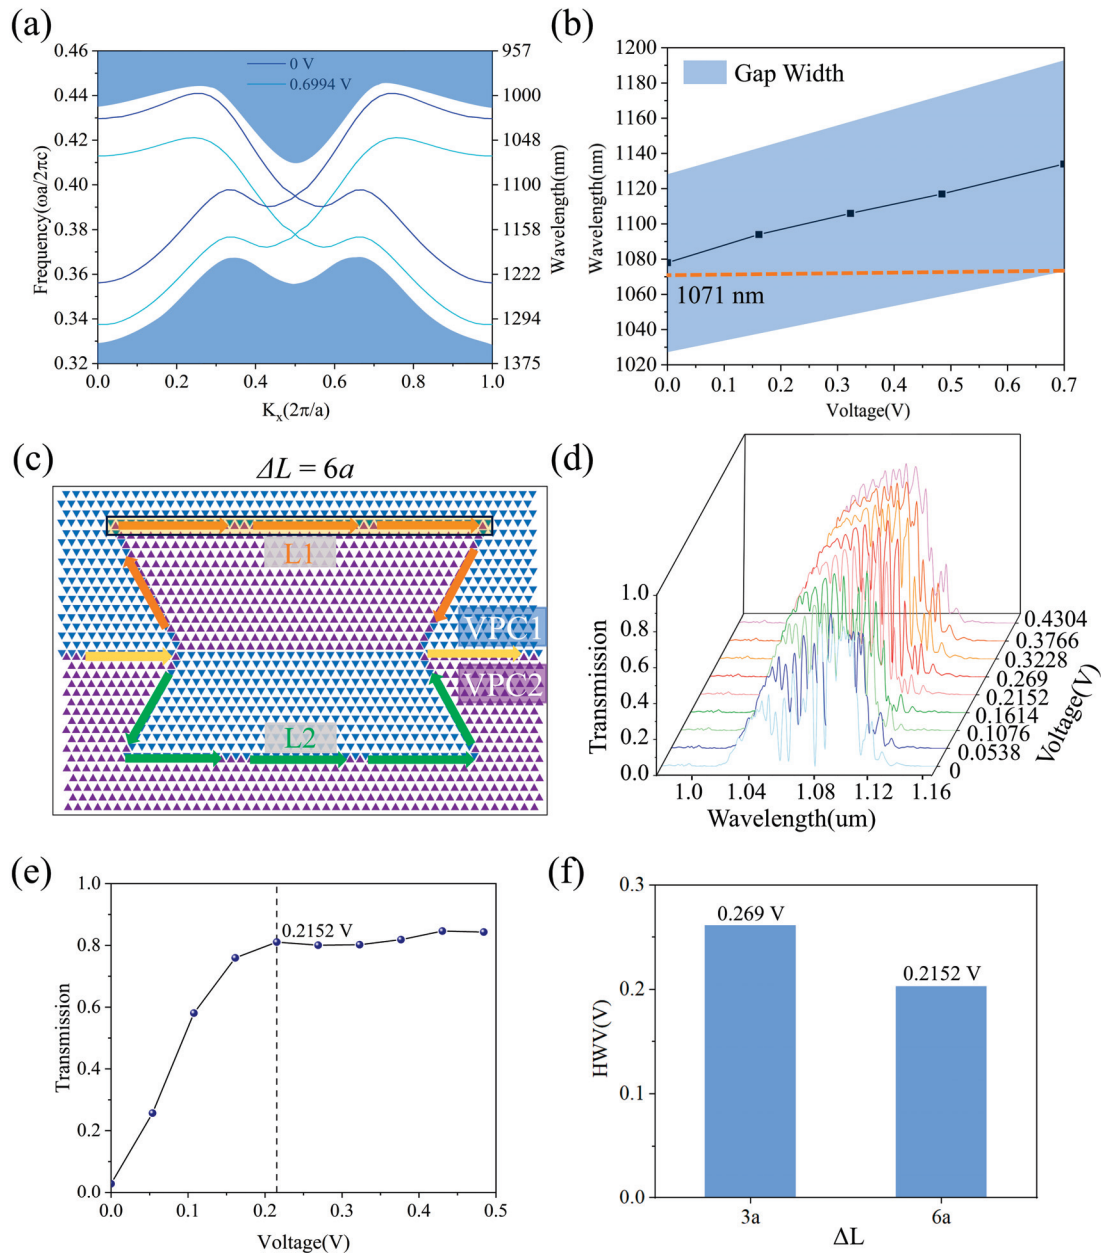 (a)
0.46
0.44
0.42
0.40
0.38
0.36
0.34
0.32
Frequency(ωa/2πc)
0 V
0.6994 V
957
1000
1048
1100
1158
1222
1294
1375
Wavelength(nm)
0.0 0.2 0.4 0.6 0.8 1.0
Kₓ(2π/a)
(b)
1200
1180
1160
1140
1120
1100
1080
1060
1040
1020
Wavelength(nm)
Gap Width
1071 nm
0.0 0.1 0.2 0.3 0.4 0.5 0.6 0.7
Voltage(V)
(c)
ΔL = 6a
L1
VPC1
VPC2
L2
(d)
1.0
0.8
0.6
0.4
0.2
0.0
Transmission
1.0 1.04 1.08 1.12 1.16
Wavelength(um)
0.4304
0.3766
0.3228
0.269
0.2152
0.1614
0.1076
0.0538
0
Voltage(V)
(e)
1.0
0.8
0.6
0.4
0.2
0.0
Transmission
0.2152 V
0.0 0.1 0.2 0.3 0.4 0.5
Voltage(V)
(f)
0.3
0.2
0.1
0.0
HWV(V)
0.269 V
0.2152 V
3a 6a
ΔL